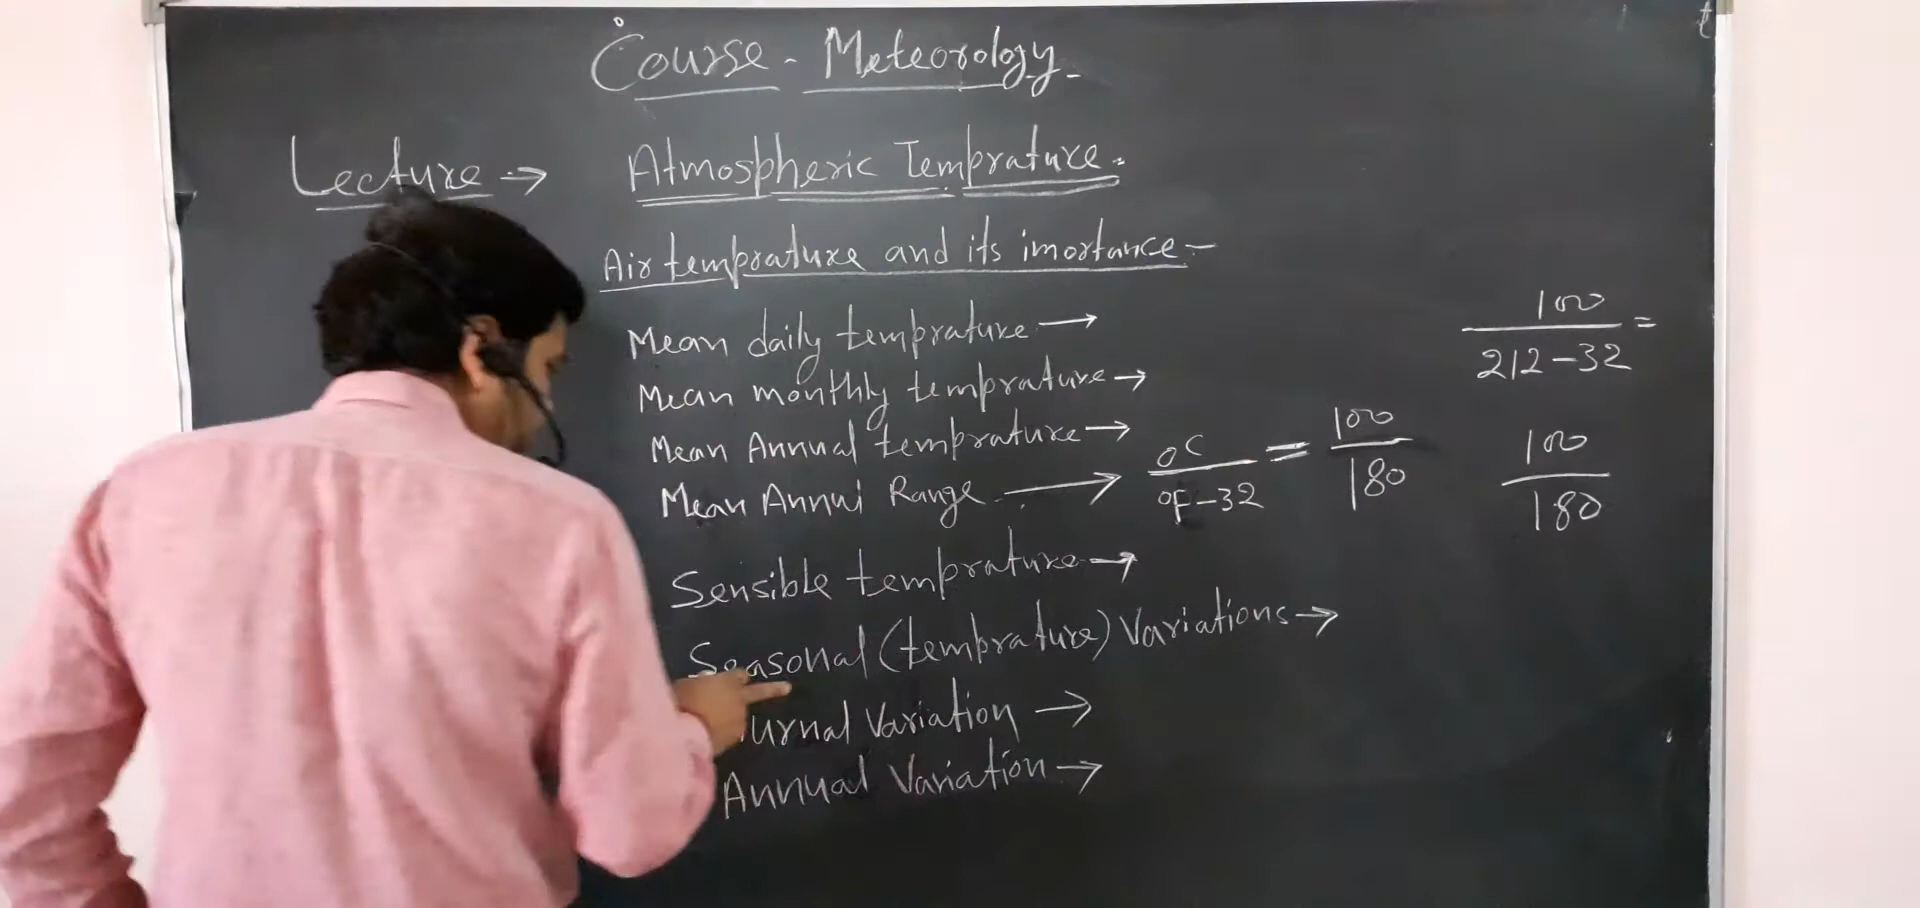 Course - Meteorology -
Lecture → Atmospheric Temprature -
Air temprature and its imortance -
Mean daily temprature →
Mean monthly temprature →
Mean Annual temprature →
Mean Annui Range →
Sensible temprature →
Seasonal (temprature) Variations →
urnal Variation →
Annual Variation →
100
212-32 =
°C/°F-32 = 100/180
100
180
t